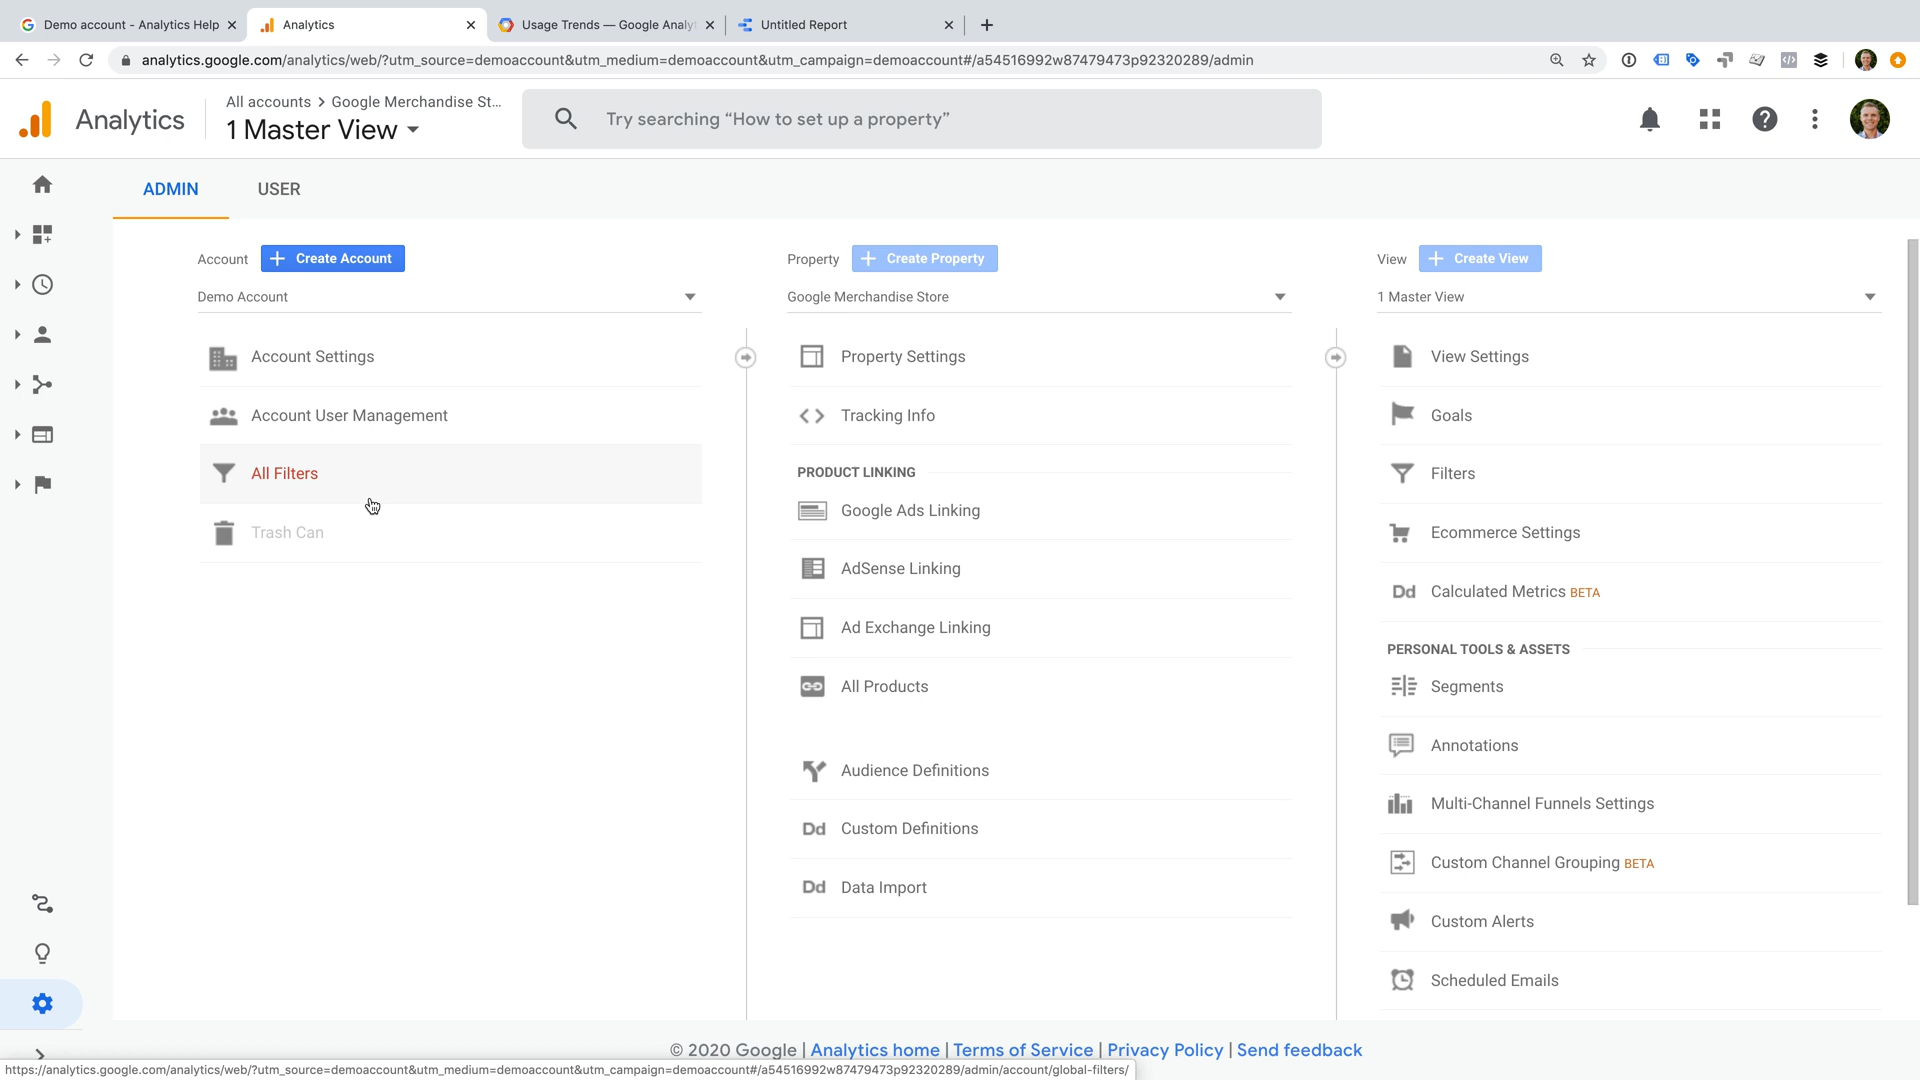 Demo account - Analytics Help
Analytics
Usage Trends — Google Analy
Untitled Report
analytics.google.com/analytics/web/?utm_source=demoaccount&utm_medium=demoaccount&utm_campaign=demoaccount#/a54516992w87479473p92320289/admin
Analytics
All accounts > Google Merchandise St...
1 Master View
Try searching “How to set up a property”
ADMIN
USER
Account
+ Create Account
Demo Account
Account Settings
Account User Management
All Filters
Trash Can
Property
+ Create Property
Google Merchandise Store
Property Settings
Tracking Info
PRODUCT LINKING
Google Ads Linking
AdSense Linking
Ad Exchange Linking
All Products
Audience Definitions
Dd Custom Definitions
Dd Data Import
View
+ Create View
1 Master View
View Settings
Goals
Filters
Ecommerce Settings
Dd Calculated Metrics BETA
PERSONAL TOOLS & ASSETS
Segments
Annotations
Multi-Channel Funnels Settings
Custom Channel Grouping BETA
Custom Alerts
Scheduled Emails
© 2020 Google | Analytics home | Terms of Service | Privacy Policy | Send feedback
https://analytics.google.com/analytics/web/?utm_source=demoaccount&utm_medium=demoaccount&utm_campaign=demoaccount#/a54516992w87479473p92320289/admin/account/global-filters/